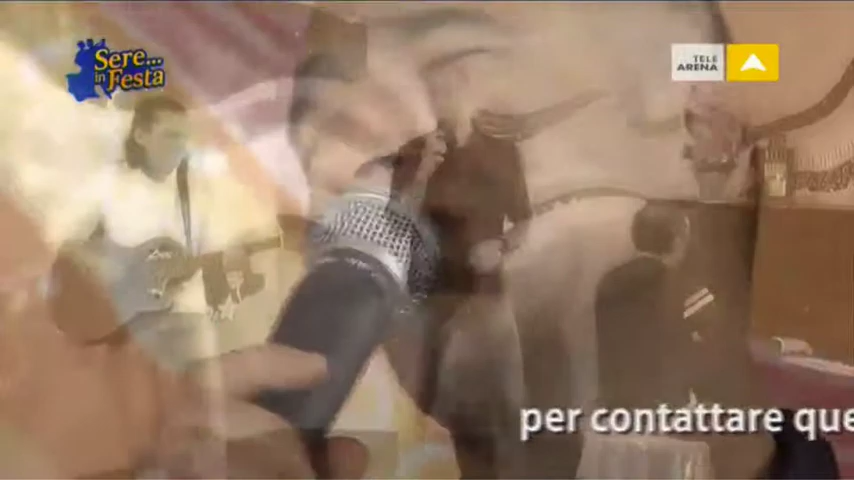 Sere...
in Festa
TELE
ARENA
per contattare que